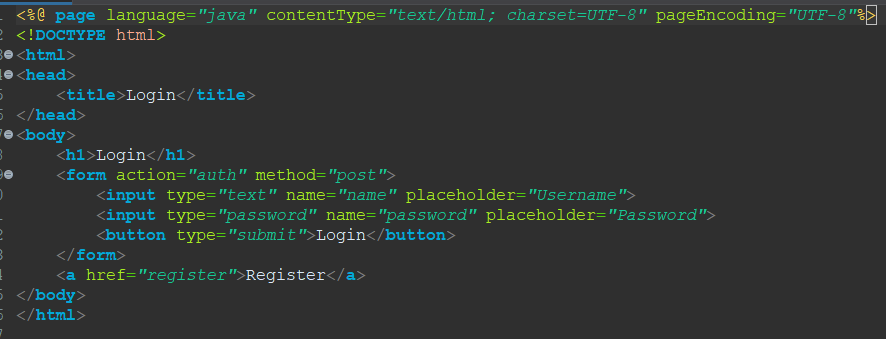 <%@ page language="java" contentType="text/html; charset=UTF-8" pageEncoding="UTF-8"%>
<!DOCTYPE html>
<html>
<head>
    <title>Login</title>
</head>
<body>
    <h1>Login</h1>
    <form action="auth" method="post">
        <input type="text" name="name" placeholder="Username">
        <input type="password" name="password" placeholder="Password">
        <button type="submit">Login</button>
    </form>
    <a href="register">Register</a>
</body>
</html>